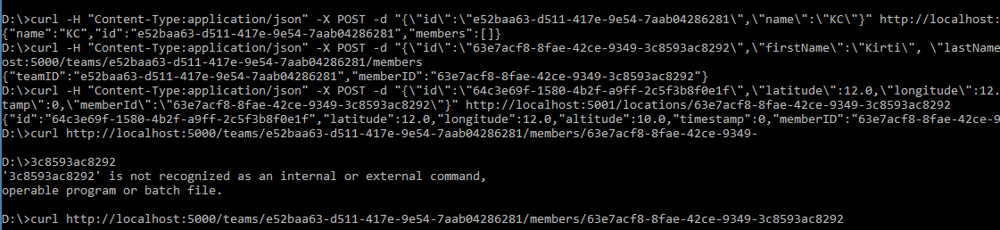 D:\>curl -H "Content-Type:application/json" -X POST -d "{\"id\":\"e52baa63-d511-417e-9e54-7aab04286281\",\"name\":\"KC\"}" http://localhost:
{"name":"KC","id":"e52baa63-d511-417e-9e54-7aab04286281","members":[]}
D:\>curl -H "Content-Type:application/json" -X POST -d "{\"id\":\"63e7acf8-8fae-42ce-9349-3c8593ac8292\",\"firstName\":\"Kirti\", \"lastName
ost:5000/teams/e52baa63-d511-417e-9e54-7aab04286281/members
{"teamID":"e52baa63-d511-417e-9e54-7aab04286281","memberID":"63e7acf8-8fae-42ce-9349-3c8593ac8292"}
D:\>curl -H "Content-Type:application/json" -X POST -d "{\"id\":\"64c3e69f-1580-4b2f-a9ff-2c5f3b8f0e1f\",\"latitude\":12.0,\"longitude\":12.
tamp\":0,\"memberId\":\"63e7acf8-8fae-42ce-9349-3c8593ac8292\"}" http://localhost:5001/locations/63e7acf8-8fae-42ce-9349-3c8593ac8292
{"id":"64c3e69f-1580-4b2f-a9ff-2c5f3b8f0e1f","latitude":12.0,"longitude":12.0,"altitude":10.0,"timestamp":0,"memberID":"63e7acf8-8fae-42ce-9
D:\>curl http://localhost:5000/teams/e52baa63-d511-417e-9e54-7aab04286281/members/63e7acf8-8fae-42ce-9349-
D:\>3c8593ac8292
'3c8593ac8292' is not recognized as an internal or external command,
operable program or batch file.
D:\>curl http://localhost:5000/teams/e52baa63-d511-417e-9e54-7aab04286281/members/63e7acf8-8fae-42ce-9349-3c8593ac8292